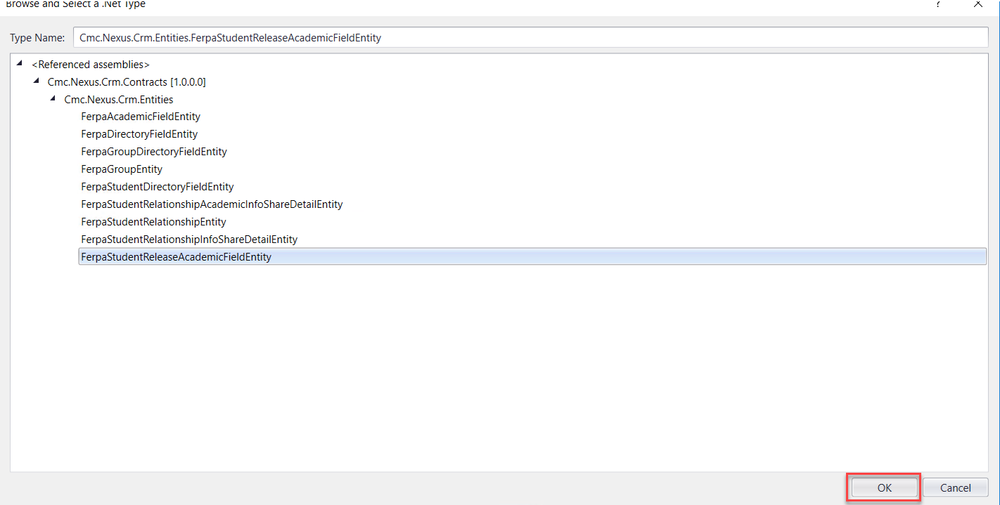 Browse and Select a .Net Type
?
Type Name: Cmc.Nexus.Crm.Entities.FerpaStudentReleaseAcademicFieldEntity
<Referenced assemblies>
Cmc.Nexus.Crm.Contracts [1.0.0.0]
Cmc.Nexus.Crm.Entities
FerpaAcademicFieldEntity
FerpaDirectoryFieldEntity
FerpaGroupDirectoryFieldEntity
FerpaGroupEntity
FerpaStudentDirectoryFieldEntity
FerpaStudentRelationshipAcademicInfoShareDetailEntity
FerpaStudentRelationshipEntity
FerpaStudentRelationshipInfoShareDetailEntity
FerpaStudentReleaseAcademicFieldEntity
OK Cancel